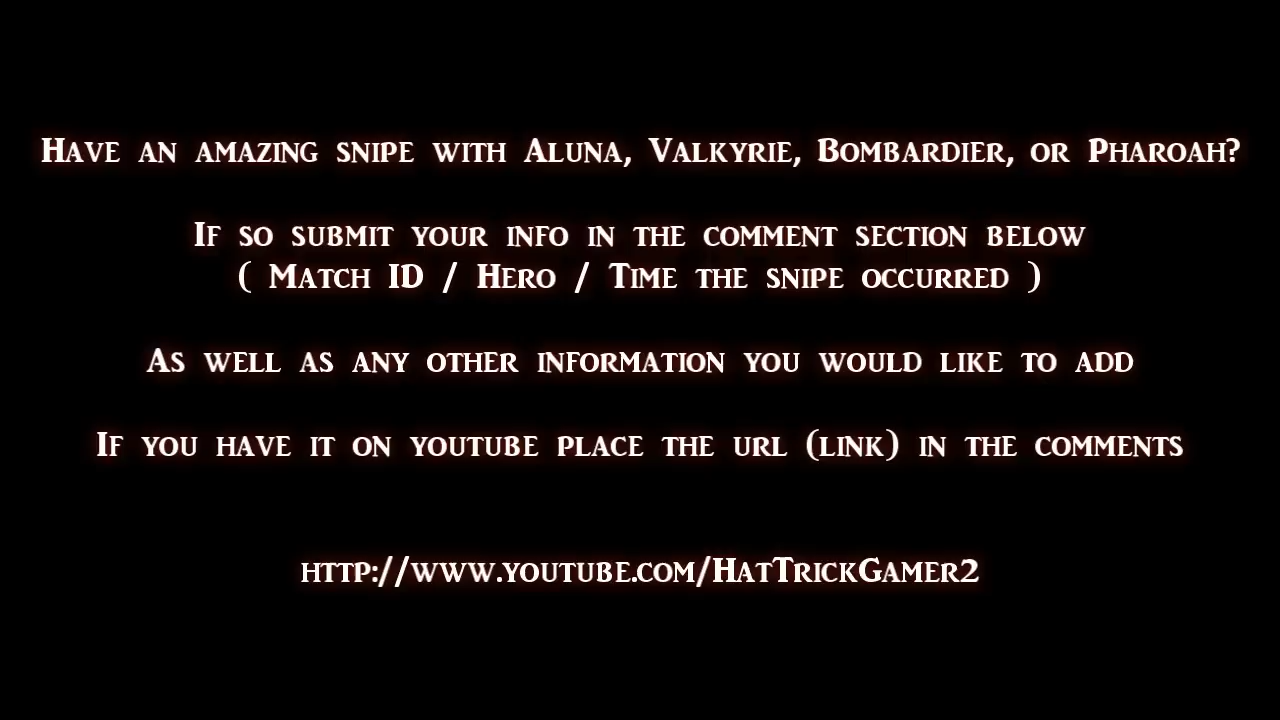 Have an amazing snipe with Aluna, Valkyrie, Bombardier, or Pharoah?
If so submit your info in the comment section below
( Match ID / Hero / Time the snipe occurred )
As well as any other information you would like to add
If you have it on youtube place the url (link) in the comments
http://www.youtube.com/HatTrickGamer2